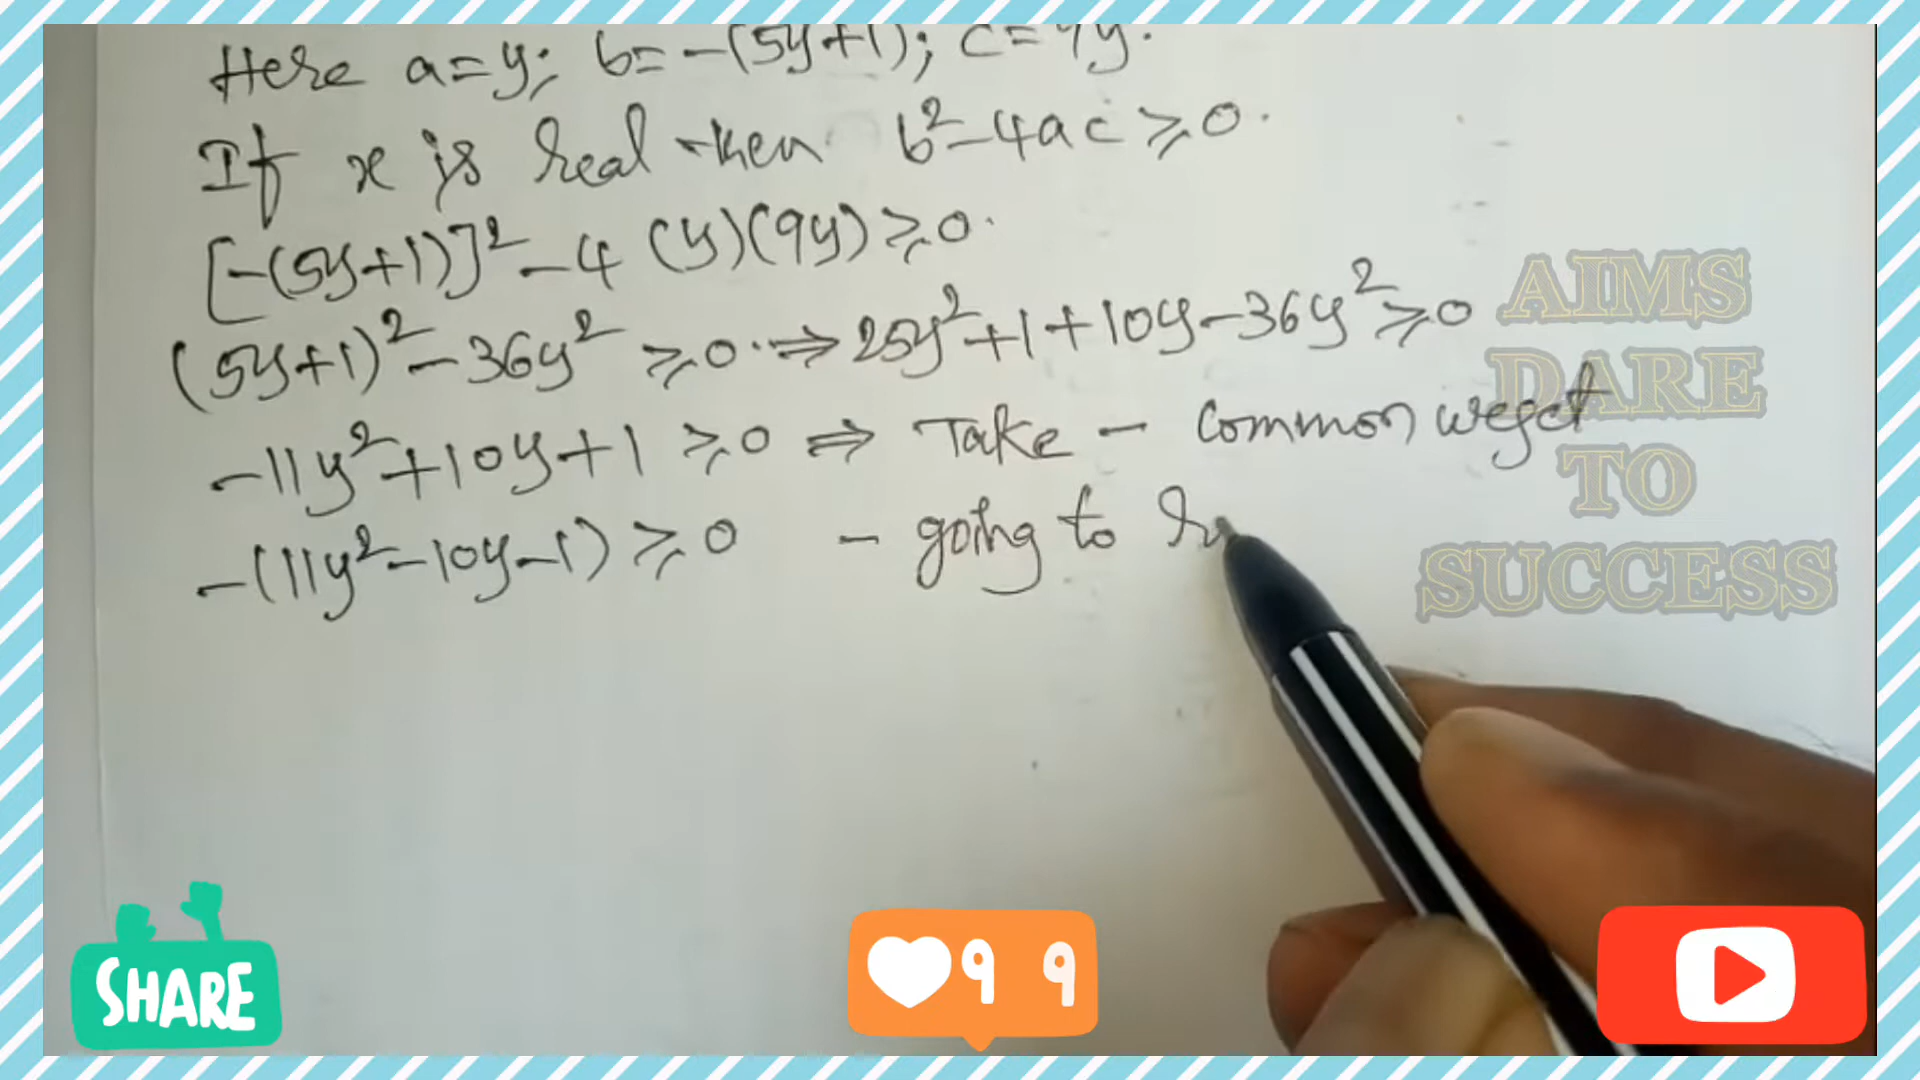 Here a=y; b=-(5y+1); c=9y.
If x is real then b²-4ac≥0.
[-(5y+1)]²-4(y)(9y)≥0.
(5y+1)²-36y²≥0.⇒25y²+1+10y-36y²≥0
-11y²+10y+1≥0⇒ Take - common we get
-(11y²-10y-1)≥0 - going to
AIMS
DARE
TO
SUCCESS
SHARE
9 9